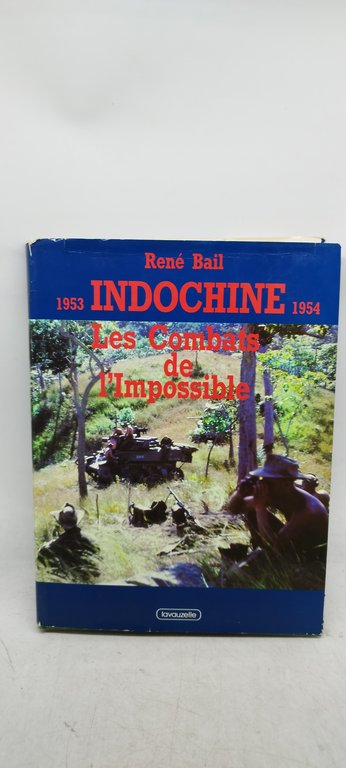 René Bail
1953 INDOCHINE 1954
Les Combats
de
l'Impossible
lavauzelle